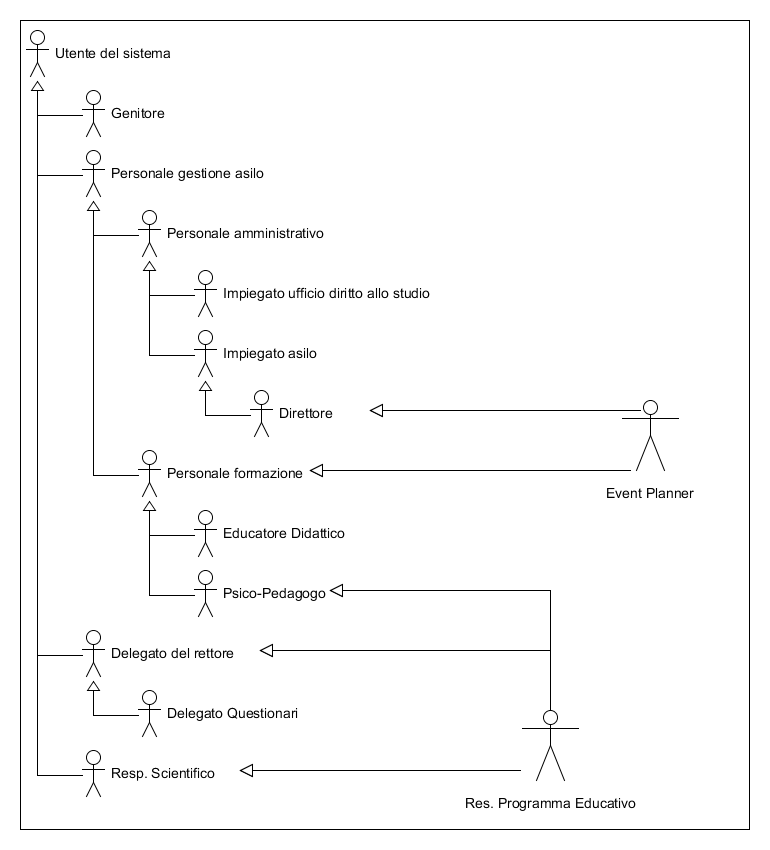 Utente del sistema
Genitore
Personale gestione asilo
Personale amministrativo
Impiegato ufficio diritto allo studio
Impiegato asilo
Direttore
Personale formazione
Event Planner
Educatore Didattico
Psico-Pedagogo
Delegato del rettore
Delegato Questionari
Resp. Scientifico
Res. Programma Educativo